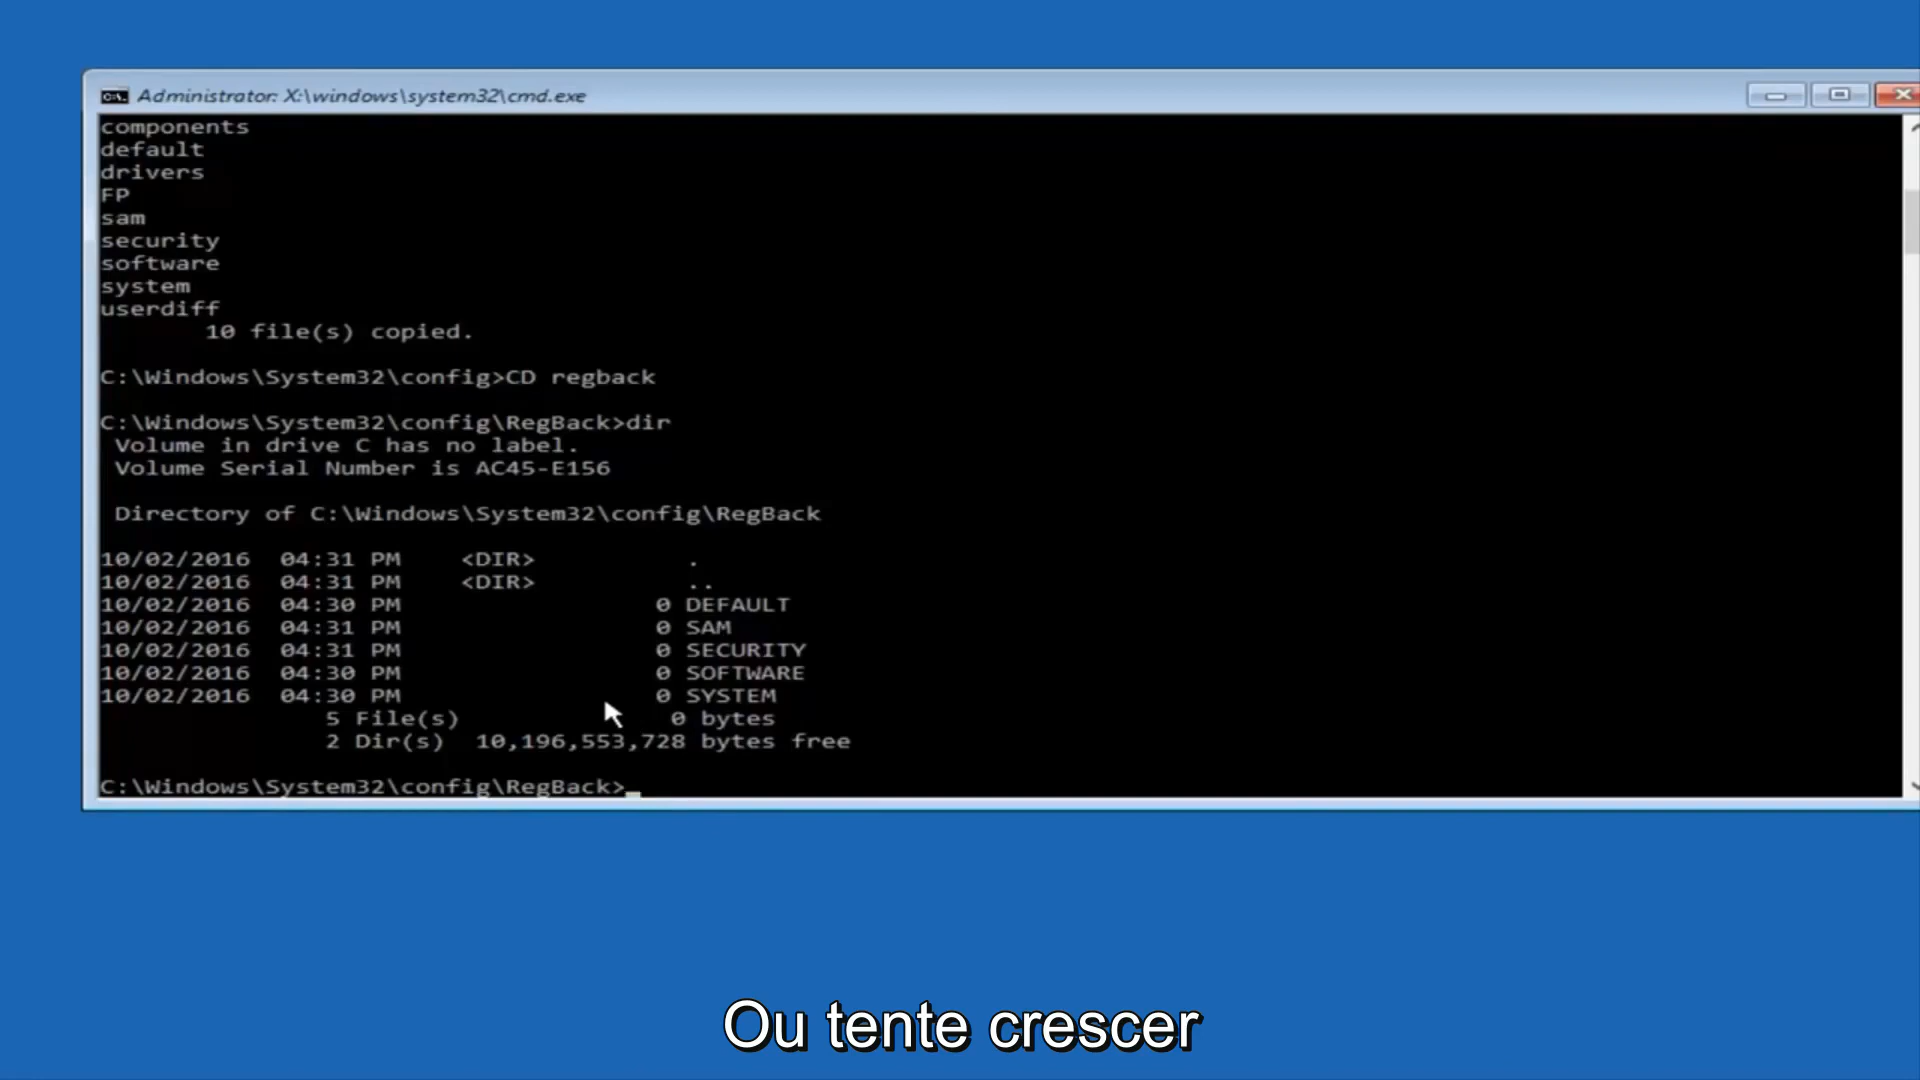 Administrator: X:\windows\system32\cmd.exe
components
default
drivers
FP
sam
security
software
system
userdiff
10 file(s) copied.
C:\Windows\System32\config>CD regback
C:\Windows\System32\config\RegBack>dir
Volume in drive C has no label.
Volume Serial Number is AC45-E156
Directory of C:\Windows\System32\config\RegBack
10/02/2016 04:31 PM <DIR> .
10/02/2016 04:31 PM <DIR> ..
10/02/2016 04:30 PM 0 DEFAULT
10/02/2016 04:31 PM 0 SAM
10/02/2016 04:31 PM 0 SECURITY
10/02/2016 04:30 PM 0 SOFTWARE
10/02/2016 04:30 PM 0 SYSTEM
5 File(s) 0 bytes
2 Dir(s) 10,196,553,728 bytes free
C:\Windows\System32\config\RegBack>_
Ou tente crescer